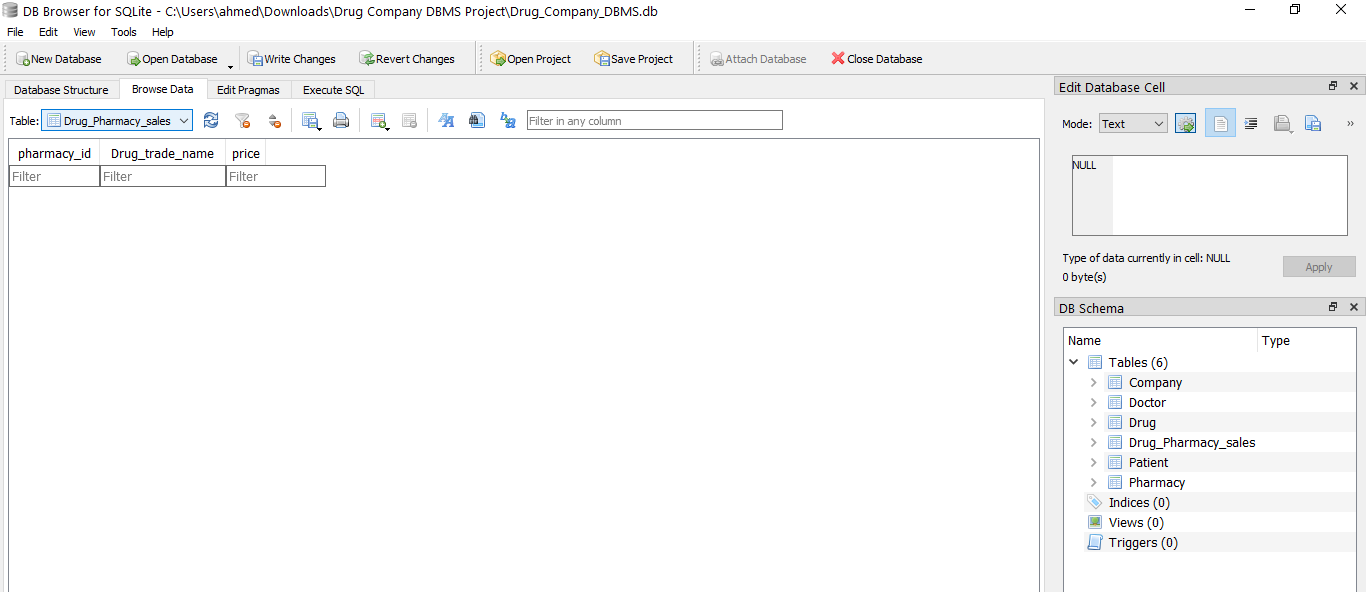 DB Browser for SQLite - C:\Users\ahmed\Downloads\Drug Company DBMS Project\Drug_Company_DBMS.db
File Edit View Tools Help
New Database Open Database Write Changes Revert Changes Open Project Save Project Attach Database Close Database
Database Structure Browse Data Edit Pragmas Execute SQL
Table: Drug_Pharmacy_sales Filter in any column
pharmacy_id Drug_trade_name price
Filter Filter Filter
Edit Database Cell
Mode: Text »
NULL
Type of data currently in cell: NULL
0 byte(s)
Apply
DB Schema
Name Type
Tables (6)
Company
Doctor
Drug
Drug_Pharmacy_sales
Patient
Pharmacy
Indices (0)
Views (0)
Triggers (0)